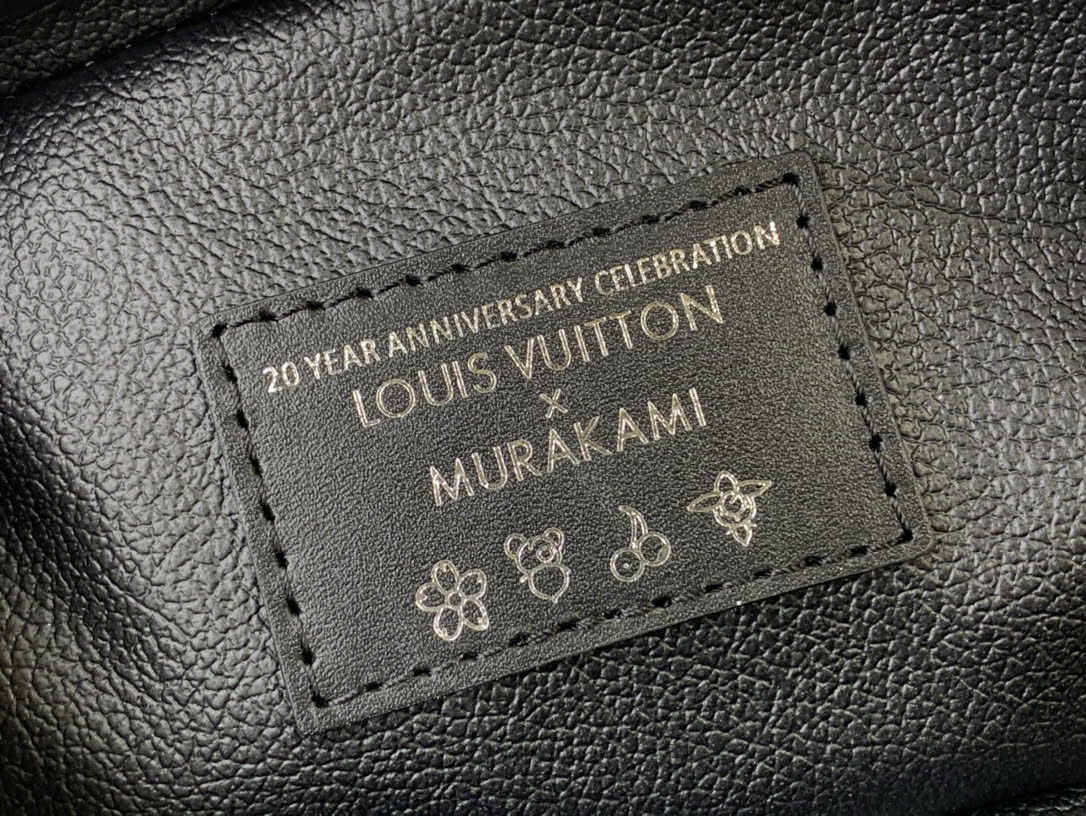 20 YEAR ANNIVERSARY CELEBRATION
LOUIS VUITTON
x
MURAKAMI